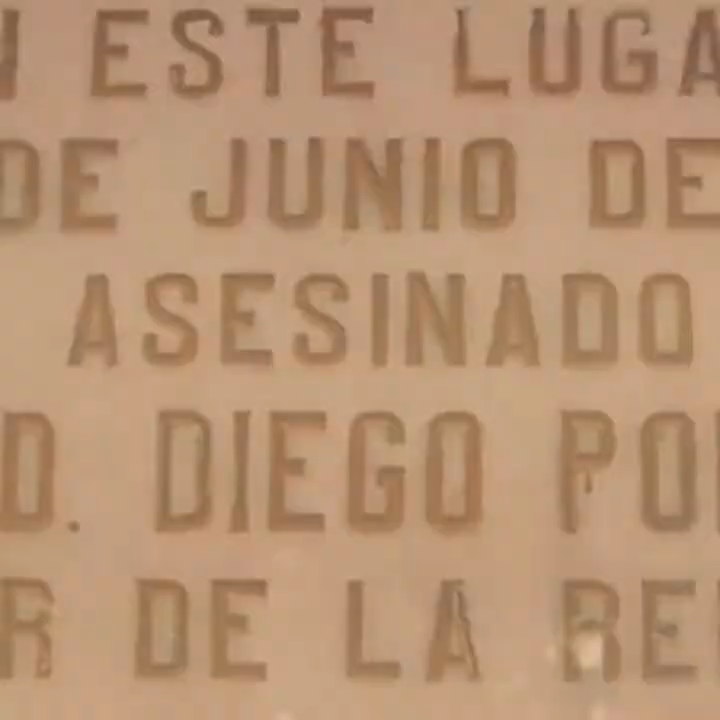 N ESTE LUGA
DE JUNIO DE
ASESINADO
D. DIEGO PO
R DE LA RE